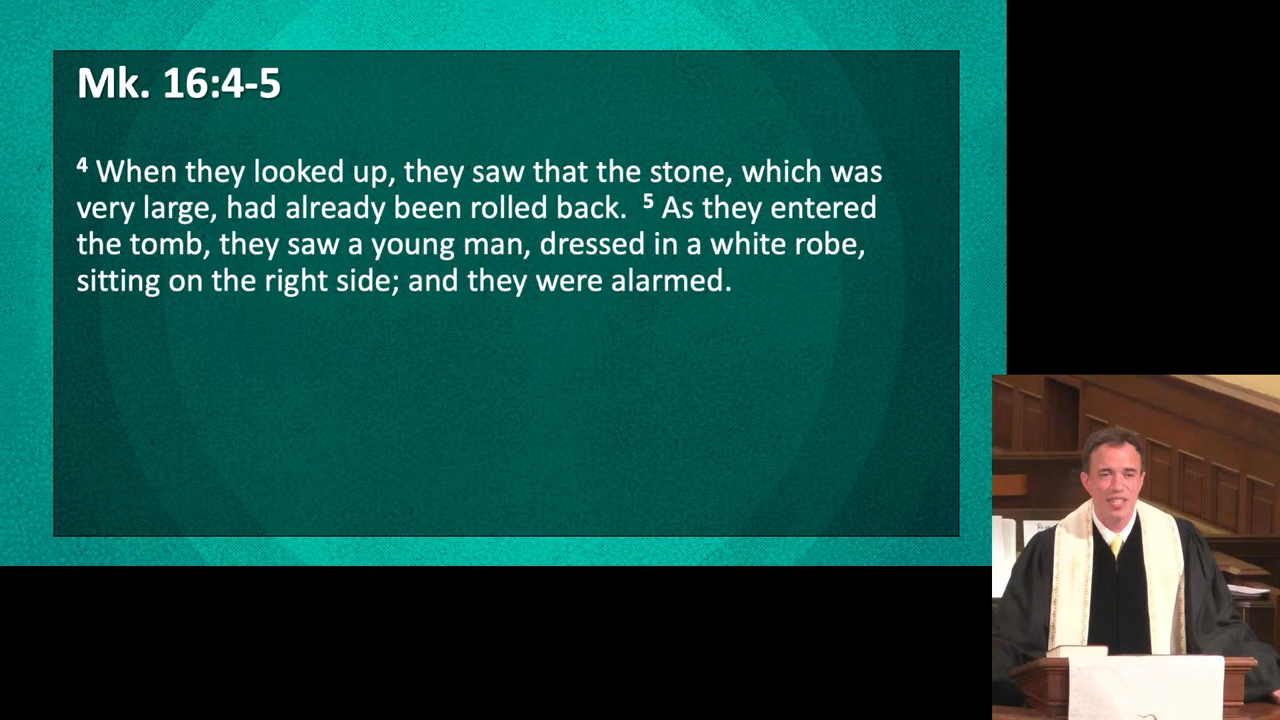 Mk. 16:4-5
4 When they looked up, they saw that the stone, which was
very large, had already been rolled back. 5 As they entered
the tomb, they saw a young man, dressed in a white robe,
sitting on the right side; and they were alarmed.